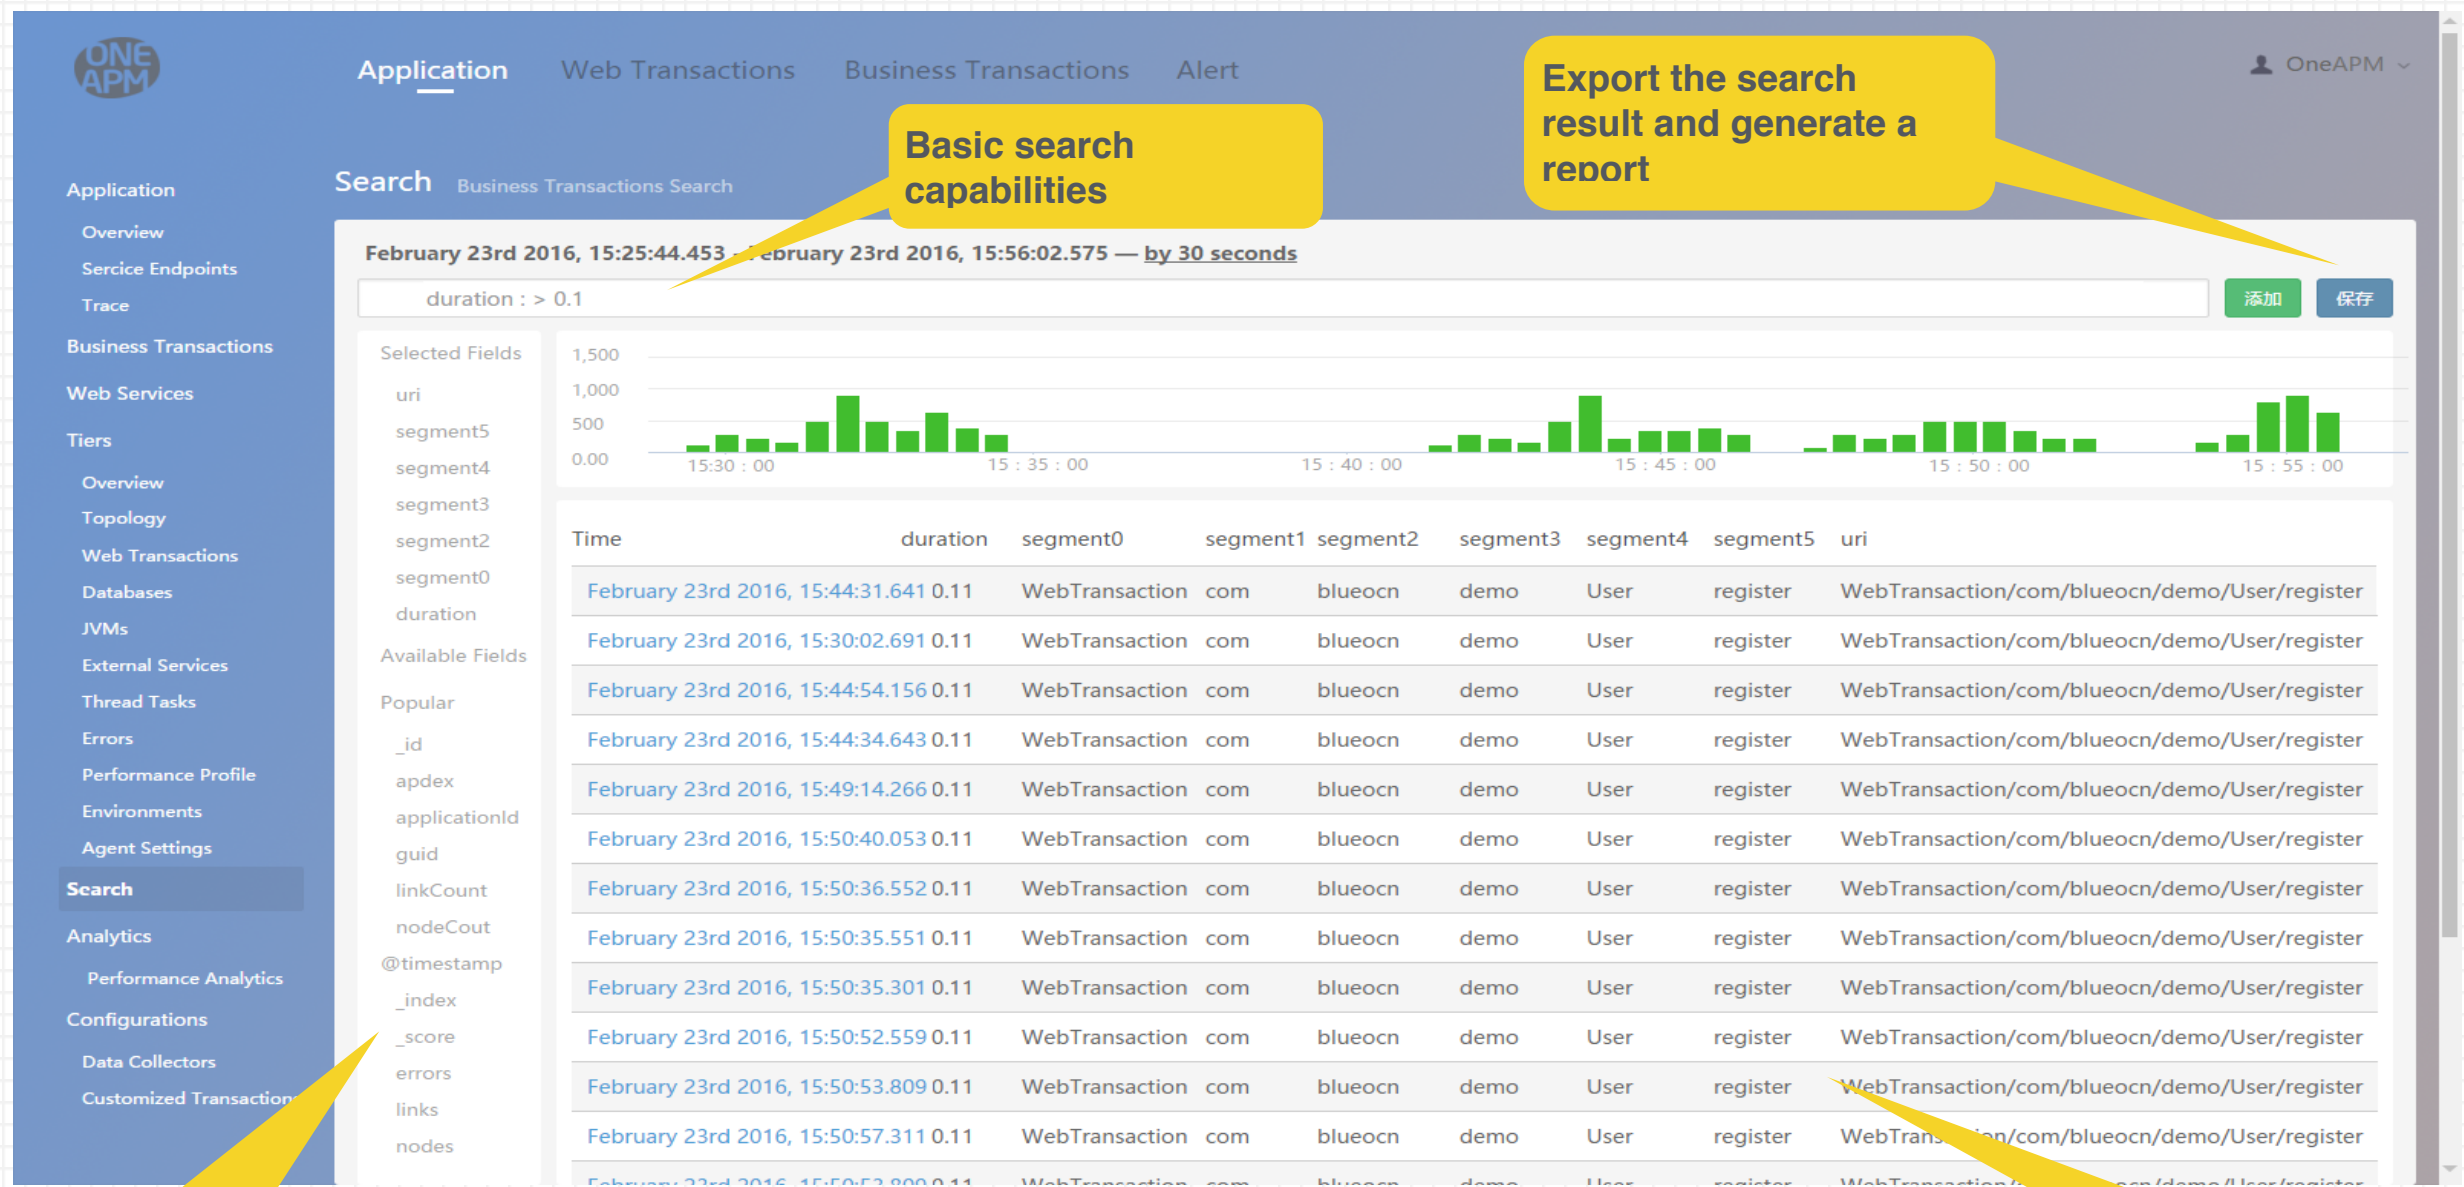 ONE
APM
Application Web Transactions Business Transactions Alert
OneAPM
Export the search
result and generate a
report
Basic search
capabilities
Search Business Transactions Search
Application
Overview
Sercice Endpoints
Trace
Business Transactions
Web Services
Tiers
Overview
Topology
Web Transactions
Databases
JVMs
External Services
Thread Tasks
Errors
Performance Profile
Environments
Agent Settings
Search
Analytics
Performance Analytics
Configurations
Data Collectors
Customized Transactions
February 23rd 2016, 15:25:44.453 - February 23rd 2016, 15:56:02.575 — by 30 seconds
duration : > 0.1
添加 保存
Selected Fields
uri
segment5
segment4
segment3
segment2
segment0
duration
Available Fields
Popular
_id
apdex
applicationId
guid
linkCount
nodeCout
@timestamp
_index
_score
errors
links
nodes
1,500
1,000
500
0.00
15:30 : 00 15 : 35 : 00 15 : 40 : 00 15 : 45 : 00 15 : 50 : 00 15 : 55 : 00
Time duration segment0 segment1 segment2 segment3 segment4 segment5 uri
February 23rd 2016, 15:44:31.641 0.11 WebTransaction com blueocn demo User register WebTransaction/com/blueocn/demo/User/register
February 23rd 2016, 15:30:02.691 0.11 WebTransaction com blueocn demo User register WebTransaction/com/blueocn/demo/User/register
February 23rd 2016, 15:44:54.156 0.11 WebTransaction com blueocn demo User register WebTransaction/com/blueocn/demo/User/register
February 23rd 2016, 15:44:34.643 0.11 WebTransaction com blueocn demo User register WebTransaction/com/blueocn/demo/User/register
February 23rd 2016, 15:49:14.266 0.11 WebTransaction com blueocn demo User register WebTransaction/com/blueocn/demo/User/register
February 23rd 2016, 15:50:40.053 0.11 WebTransaction com blueocn demo User register WebTransaction/com/blueocn/demo/User/register
February 23rd 2016, 15:50:36.552 0.11 WebTransaction com blueocn demo User register WebTransaction/com/blueocn/demo/User/register
February 23rd 2016, 15:50:35.551 0.11 WebTransaction com blueocn demo User register WebTransaction/com/blueocn/demo/User/register
February 23rd 2016, 15:50:35.301 0.11 WebTransaction com blueocn demo User register WebTransaction/com/blueocn/demo/User/register
February 23rd 2016, 15:50:52.559 0.11 WebTransaction com blueocn demo User register WebTransaction/com/blueocn/demo/User/register
February 23rd 2016, 15:50:53.809 0.11 WebTransaction com blueocn demo User register WebTransaction/com/blueocn/demo/User/register
February 23rd 2016, 15:50:57.311 0.11 WebTransaction com blueocn demo User register WebTransaction/com/blueocn/demo/User/register